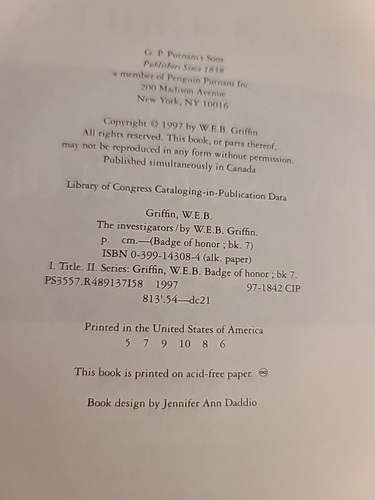 G. P. Putnam's Sons
Publishers Since 1838
a member of Penguin Putnam Inc.
200 Madison Avenue
New York, NY 10016
Copyright © 1997 by W.E.B. Griffin
All rights reserved. This book, or parts thereof,
may not be reproduced in any form without permission.
Published simultaneously in Canada
Library of Congress Cataloging-in-Publication Data
Griffin, W.E.B.
The investigators/by W.E.B. Griffin.
p. cm.—(Badge of honor ; bk. 7)
ISBN 0-399-14308-4 (alk. paper)
I. Title. II. Series: Griffin, W.E.B. Badge of honor ; bk 7.
PS3557.R489137I58 1997 97-1842 CIP
813'.54—dc21
Printed in the United States of America
5 7 9 10 8 6
This book is printed on acid-free paper. ♾
Book design by Jennifer Ann Daddio